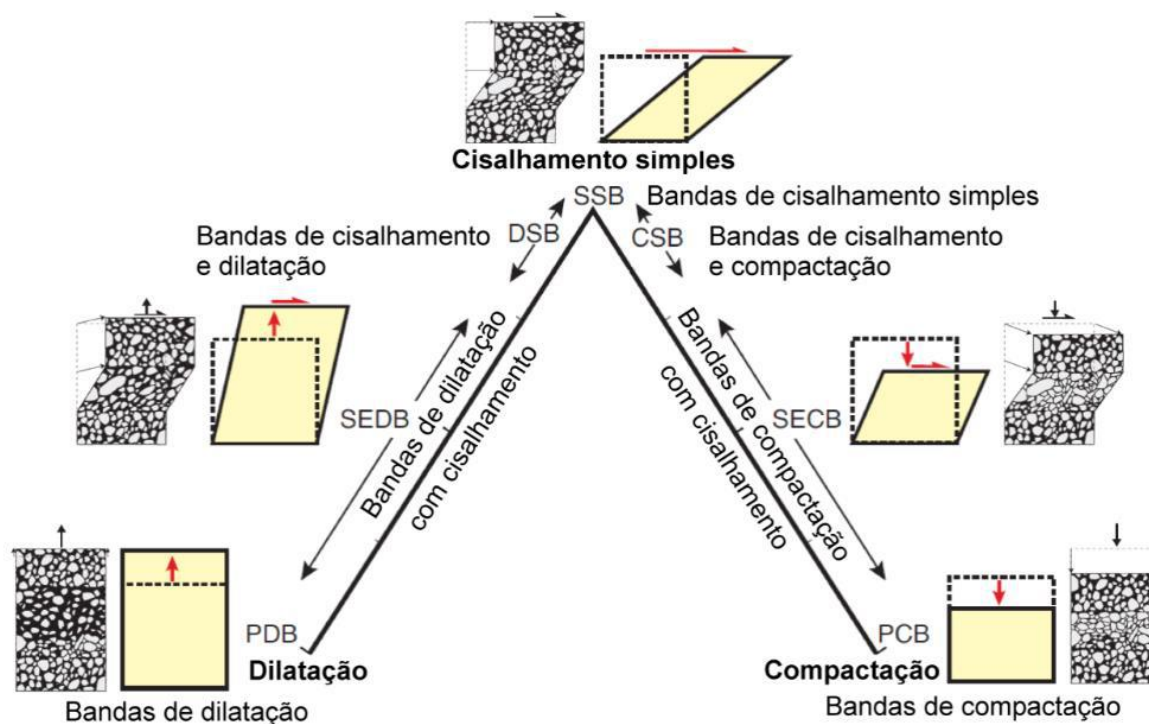 Cisalhamento simples
SSB
Bandas de cisalhamento simples
Bandas de cisalhamento
e dilatação
DSB
CSB
Bandas de cisalhamento
e compactação
SEDB
Bandas de dilatação
com cisalhamento
Bandas de compactação
com cisalhamento
SECB
PDB
Dilatação
Bandas de dilatação
PCB
Compactação
Bandas de compactação